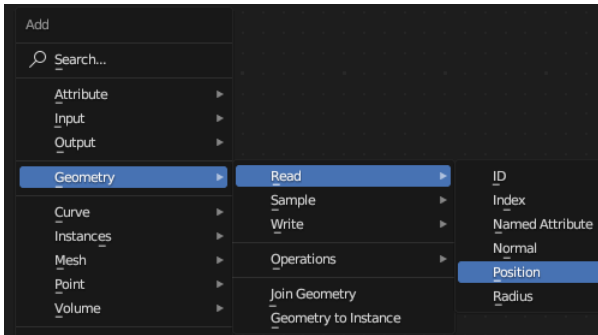 Add
Search...
Attribute
Input
Output
Geometry
Curve
Instances
Mesh
Point
Volume
Read
Sample
Write
Operations
Join Geometry
Geometry to Instance
ID
Index
Named Attribute
Normal
Position
Radius